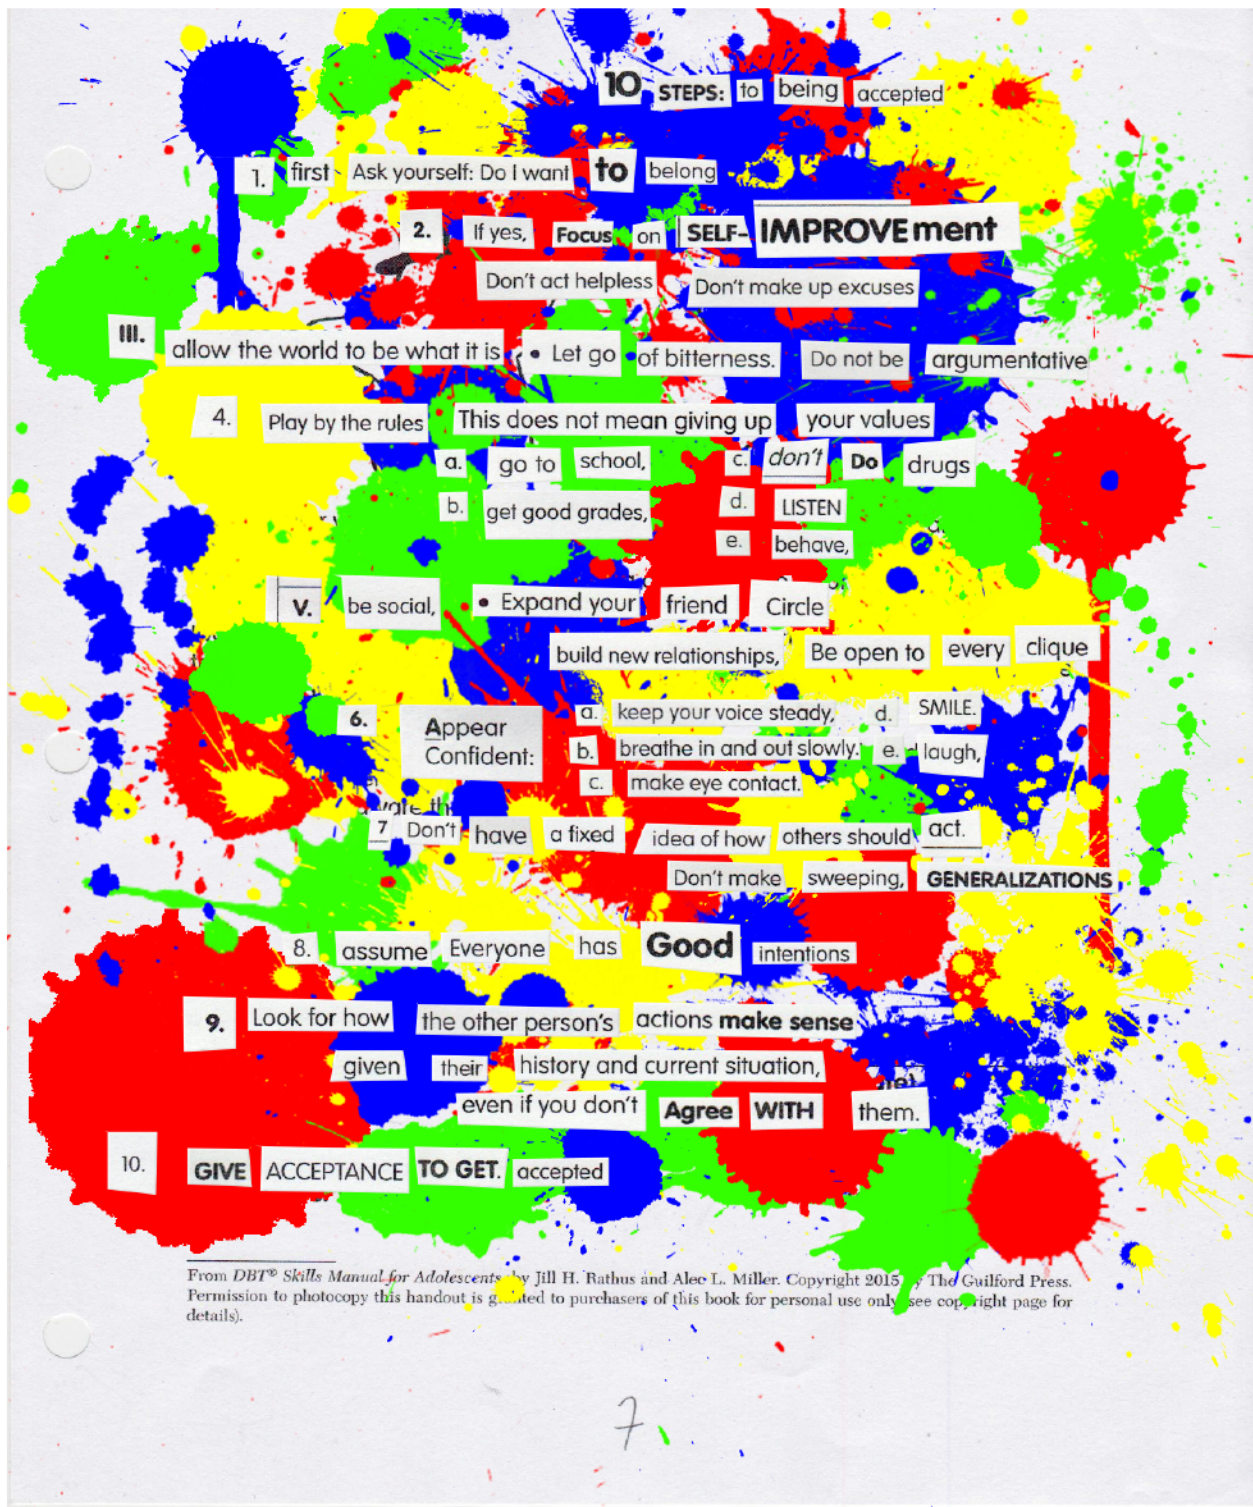 10 STEPS: to being accepted
1. first Ask yourself: Do I want to belong
2. If yes, Focus on SELF- IMPROVEment
Don't act helpless Don't make up excuses
III. allow the world to be what it is • Let go of bitterness. Do not be argumentative
4. Play by the rules This does not mean giving up your values
a. go to school, c. don't Do drugs
b. get good grades, d. LISTEN
e. behave,
V. be social, • Expand your friend Circle
build new relationships, Be open to every clique
6. Appear Confident:
a. keep your voice steady, d. SMILE.
b. breathe in and out slowly. e. laugh,
c. make eye contact.
7 Don't have a fixed idea of how others should act.
Don't make sweeping, GENERALIZATIONS
8. assume Everyone has Good intentions
9. Look for how the other person's actions make sense
given their history and current situation,
even if you don't Agree WITH them.
10. GIVE ACCEPTANCE TO GET. accepted
From DBT® Skills Manual for Adolescents, by Jill H. Rathus and Alec L. Miller. Copyright 2015 by The Guilford Press.
Permission to photocopy this handout is granted to purchasers of this book for personal use only (see copyright page for
details).
7